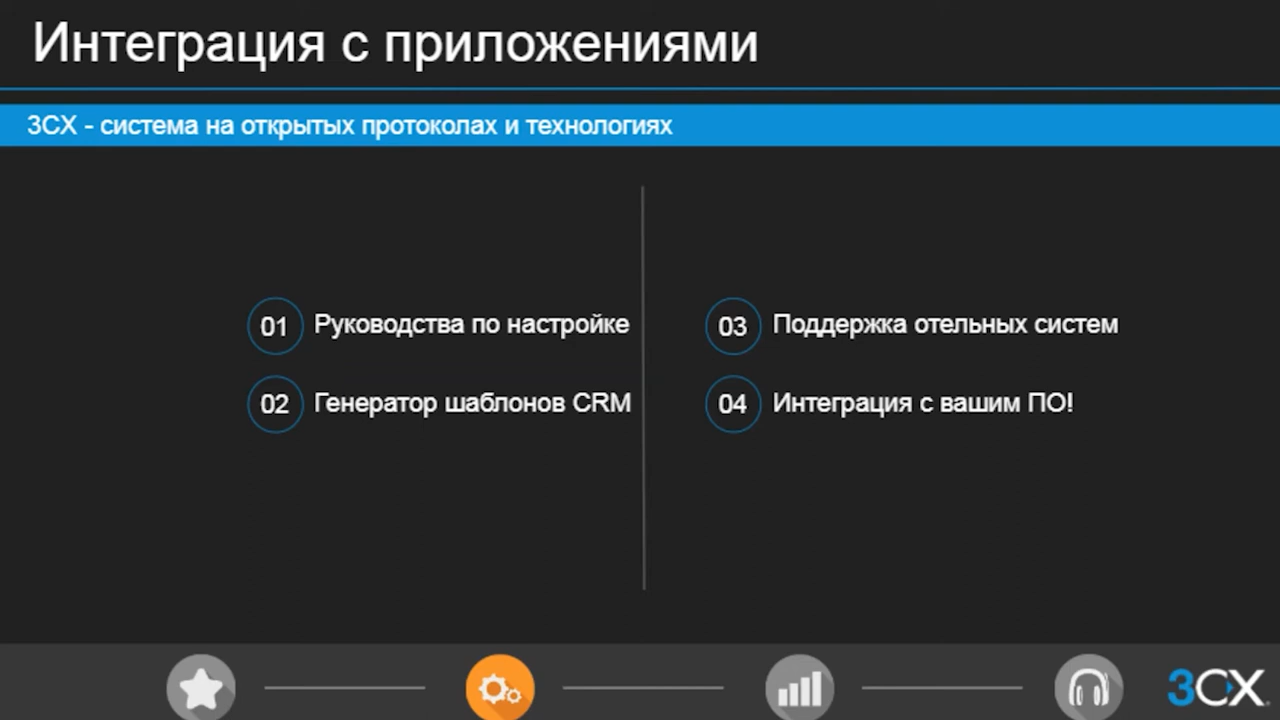 Интеграция с приложениями
3CX - система на открытых протоколах и технологиях
01 Руководства по настройке
02 Генератор шаблонов CRM
03 Поддержка отельных систем
04 Интеграция с вашим ПО!
3CX